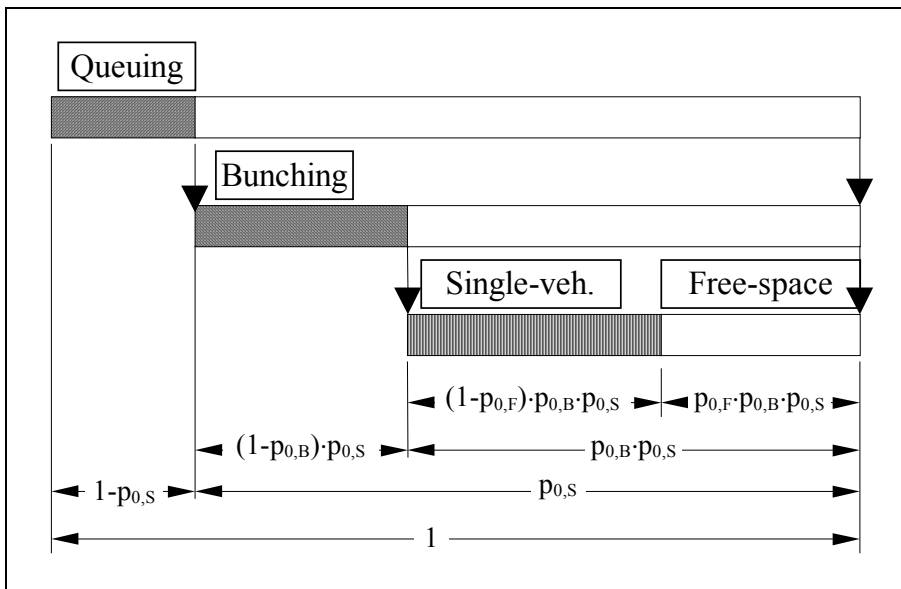 Queuing
Bunching
Single-veh. Free-space
(1-p₀,F)·p₀,B·p₀,S p₀,F·p₀,B·p₀,S
(1-p₀,B)·p₀,S p₀,B·p₀,S
1-p₀,S p₀,S
1